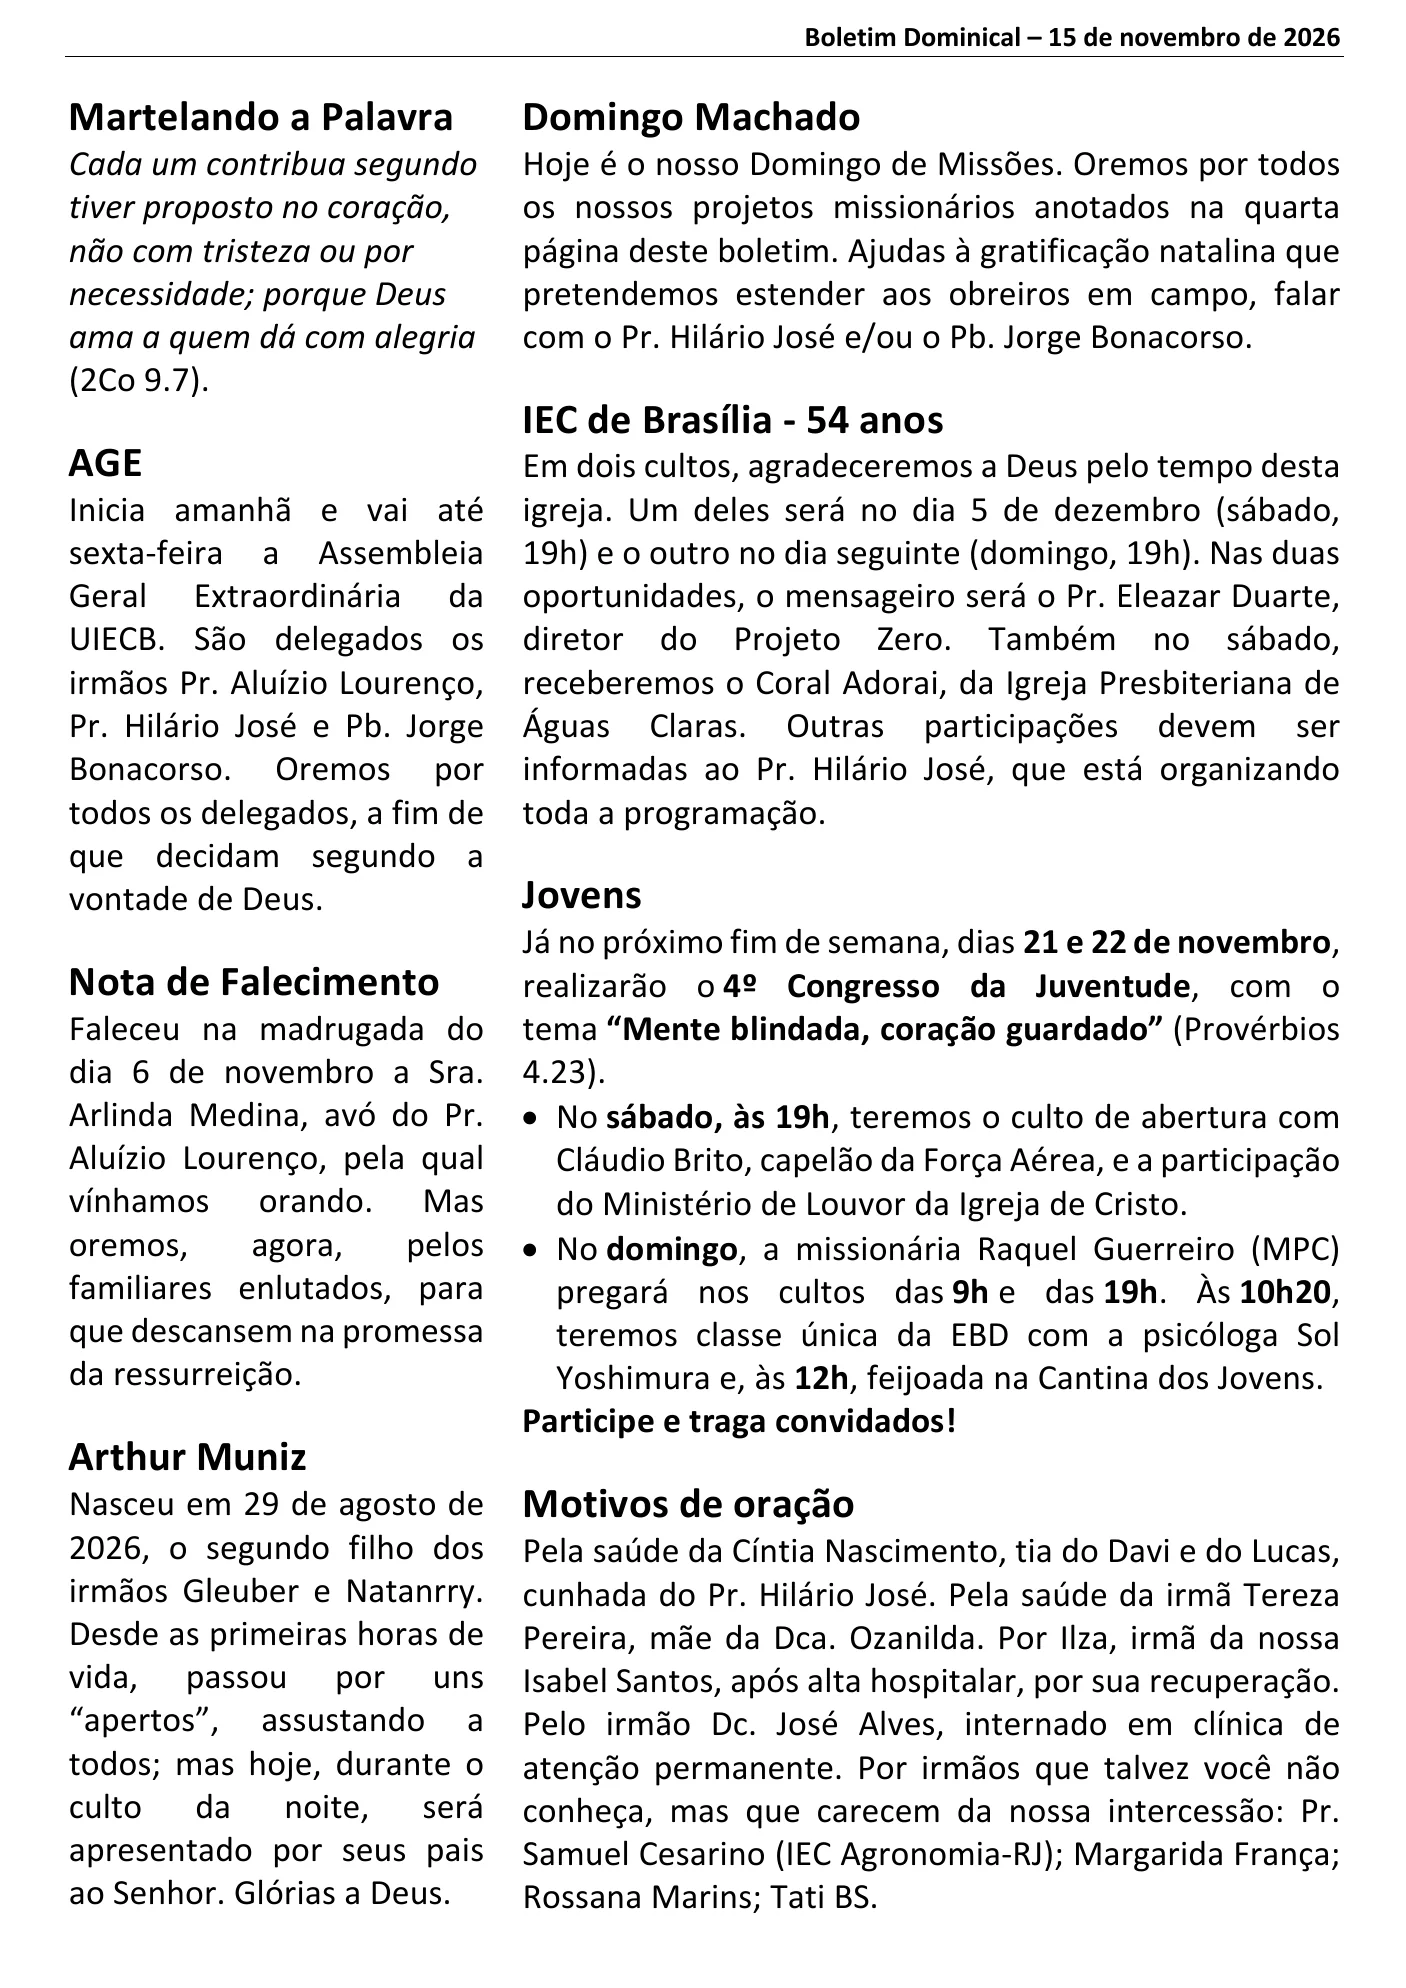 Boletim Dominical – 15 de novembro de 2026
Martelando a Palavra
Cada um contribua segundo
tiver proposto no coração,
não com tristeza ou por
necessidade; porque Deus
ama a quem dá com alegria
(2Co 9.7).
AGE
Inicia amanhã e vai até
sexta-feira a Assembleia
Geral Extraordinária da
UIECB. São delegados os
irmãos Pr. Aluízio Lourenço,
Pr. Hilário José e Pb. Jorge
Bonacorso. Oremos por
todos os delegados, a fim de
que decidam segundo a
vontade de Deus.
Nota de Falecimento
Faleceu na madrugada do
dia 6 de novembro a Sra.
Arlinda Medina, avó do Pr.
Aluízio Lourenço, pela qual
vínhamos orando. Mas
oremos, agora, pelos
familiares enlutados, para
que descansem na promessa
da ressurreição.
Arthur Muniz
Nasceu em 29 de agosto de
2026, o segundo filho dos
irmãos Gleuber e Natanrry.
Desde as primeiras horas de
vida, passou por uns
“apertos”, assustando a
todos; mas hoje, durante o
culto da noite, será
apresentado por seus pais
ao Senhor. Glórias a Deus.
Domingo Machado
Hoje é o nosso Domingo de Missões. Oremos por todos
os nossos projetos missionários anotados na quarta
página deste boletim. Ajudas à gratificação natalina que
pretendemos estender aos obreiros em campo, falar
com o Pr. Hilário José e/ou o Pb. Jorge Bonacorso.
IEC de Brasília - 54 anos
Em dois cultos, agradeceremos a Deus pelo tempo desta
igreja. Um deles será no dia 5 de dezembro (sábado,
19h) e o outro no dia seguinte (domingo, 19h). Nas duas
oportunidades, o mensageiro será o Pr. Eleazar Duarte,
diretor do Projeto Zero. Também no sábado,
receberemos o Coral Adorai, da Igreja Presbiteriana de
Águas Claras. Outras participações devem ser
informadas ao Pr. Hilário José, que está organizando
toda a programação.
Jovens
Já no próximo fim de semana, dias 21 e 22 de novembro,
realizarão o 4º Congresso da Juventude, com o
tema “Mente blindada, coração guardado” (Provérbios
4.23).
• No sábado, às 19h, teremos o culto de abertura com
Cláudio Brito, capelão da Força Aérea, e a participação
do Ministério de Louvor da Igreja de Cristo.
• No domingo, a missionária Raquel Guerreiro (MPC)
pregará nos cultos das 9h e das 19h. Às 10h20,
teremos classe única da EBD com a psicóloga Sol
Yoshimura e, às 12h, feijoada na Cantina dos Jovens.
Participe e traga convidados!
Motivos de oração
Pela saúde da Cíntia Nascimento, tia do Davi e do Lucas,
cunhada do Pr. Hilário José. Pela saúde da irmã Tereza
Pereira, mãe da Dca. Ozanilda. Por Ilza, irmã da nossa
Isabel Santos, após alta hospitalar, por sua recuperação.
Pelo irmão Dc. José Alves, internado em clínica de
atenção permanente. Por irmãos que talvez você não
conheça, mas que carecem da nossa intercessão: Pr.
Samuel Cesarino (IEC Agronomia-RJ); Margarida França;
Rossana Marins; Tati BS.